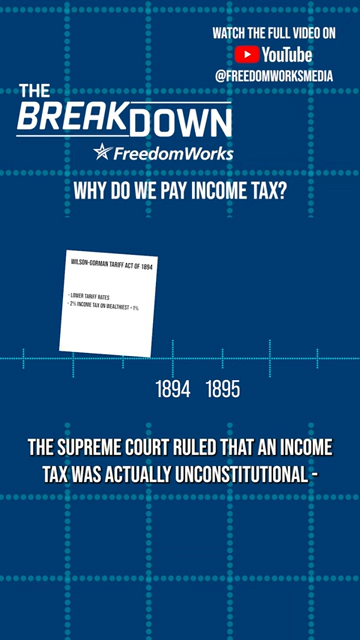 WATCH THE FULL VIDEO ON
YouTube
@FREEDOMWORKSMEDIA
THE
BREAKDOWN
FreedomWorks
WHY DO WE PAY INCOME TAX?
WILSON-GORMAN TARIFF ACT OF 1894
• LOWER TARIFF RATES
• 2% INCOME TAX ON WEALTHIEST <1%
1894 1895
THE SUPREME COURT RULED THAT AN INCOME
TAX WAS ACTUALLY UNCONSTITUTIONAL -